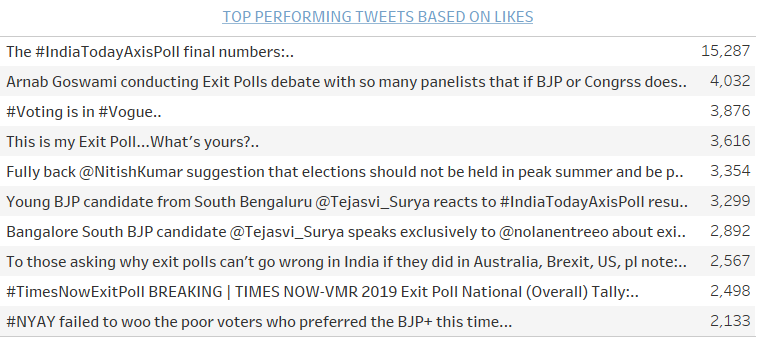 TOP PERFORMING TWEETS BASED ON LIKES
The #IndiaTodayAxisPoll final numbers:.. 15,287
Arnab Goswami conducting Exit Polls debate with so many panelists that if BJP or Congrss does.. 4,032
#Voting is in #Vogue.. 3,876
This is my Exit Poll...What's yours?.. 3,616
Fully back @NitishKumar suggestion that elections should not be held in peak summer and be p.. 3,354
Young BJP candidate from South Bengaluru @Tejasvi_Surya reacts to #IndiaTodayAxisPoll resu.. 3,299
Bangalore South BJP candidate @Tejasvi_Surya speaks exclusively to @nolanentreeo about exi.. 2,892
To those asking why exit polls can't go wrong in India if they did in Australia, Brexit, US, pl note:.. 2,567
#TimesNowExitPoll BREAKING | TIMES NOW-VMR 2019 Exit Poll National (Overall) Tally:.. 2,498
#NYAY failed to woo the poor voters who preferred the BJP+ this time... 2,133